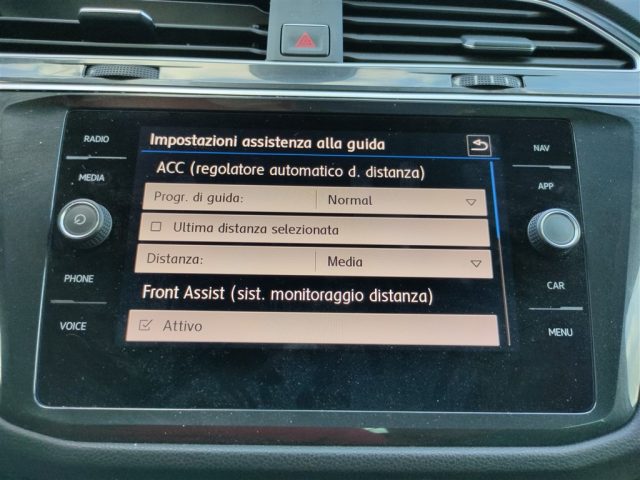 RADIO
MEDIA
PHONE
VOICE
Impostazioni assistenza alla guida
ACC (regolatore automatico d. distanza)
Progr. di guida: Normal
Ultima distanza selezionata
Distanza: Media
Front Assist (sist. monitoraggio distanza)
Attivo
NAV
APP
CAR
MENU